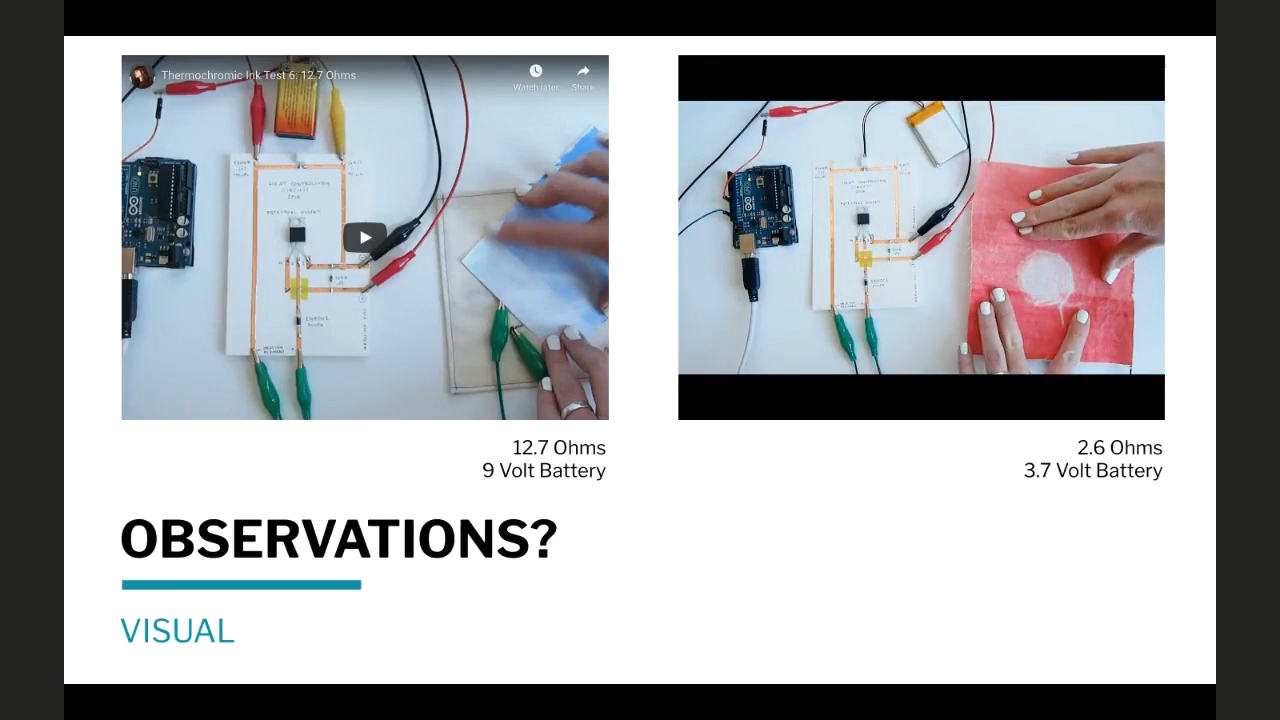 Thermochromic Ink Test 6: 12.7 Ohms
Watch later
Share
12.7 Ohms
9 Volt Battery
2.6 Ohms
3.7 Volt Battery
OBSERVATIONS?
VISUAL